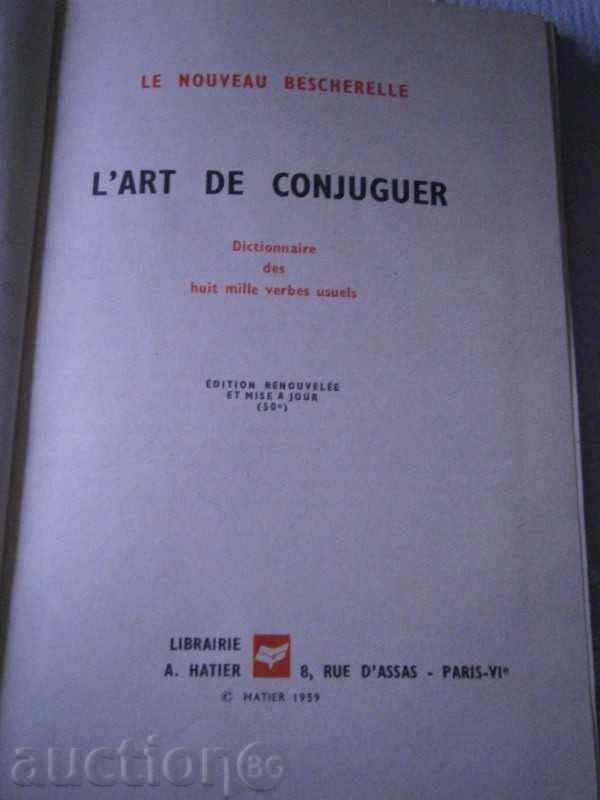 LE NOUVEAU BESCHERELLE
L'ART DE CONJUGUER
Dictionnaire
des
huit mille verbes usuels
ÉDITION RENOUVELÉE
ET MISE À JOUR
(50e)
LIBRAIRIE
A. HATIER 8, RUE D'ASSAS - PARIS-VIe
© HATIER 1959
auction BG